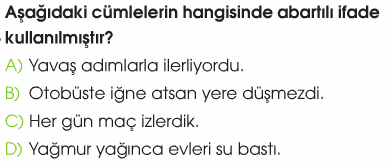 Aşağıdaki cümlelerin hangisinde abartılı ifade
kullanılmıştır?
A) Yavaş adımlarla ilerliyordu.
B) Otobüste iğne atsan yere düşmezdi.
C) Her gün maç izlerdik.
D) Yağmur yağınca evleri su bastı.